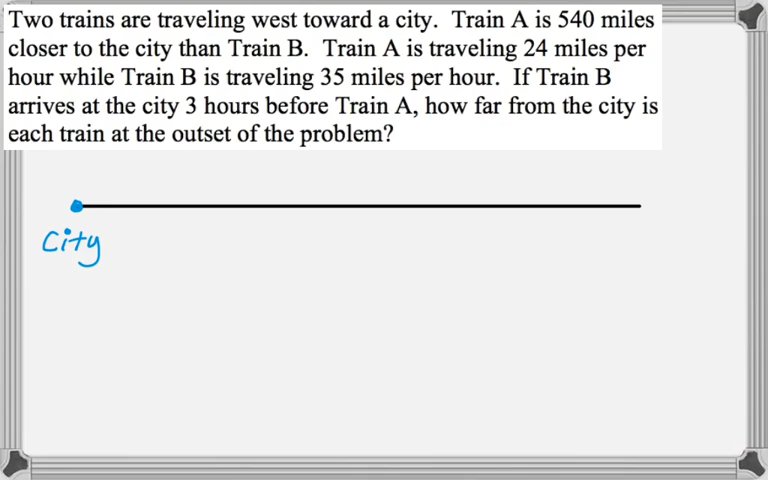 Two trains are traveling west toward a city.  Train A is 540 miles
closer to the city than Train B.  Train A is traveling 24 miles per
hour while Train B is traveling 35 miles per hour.  If Train B
arrives at the city 3 hours before Train A, how far from the city is
each train at the outset of the problem?
City